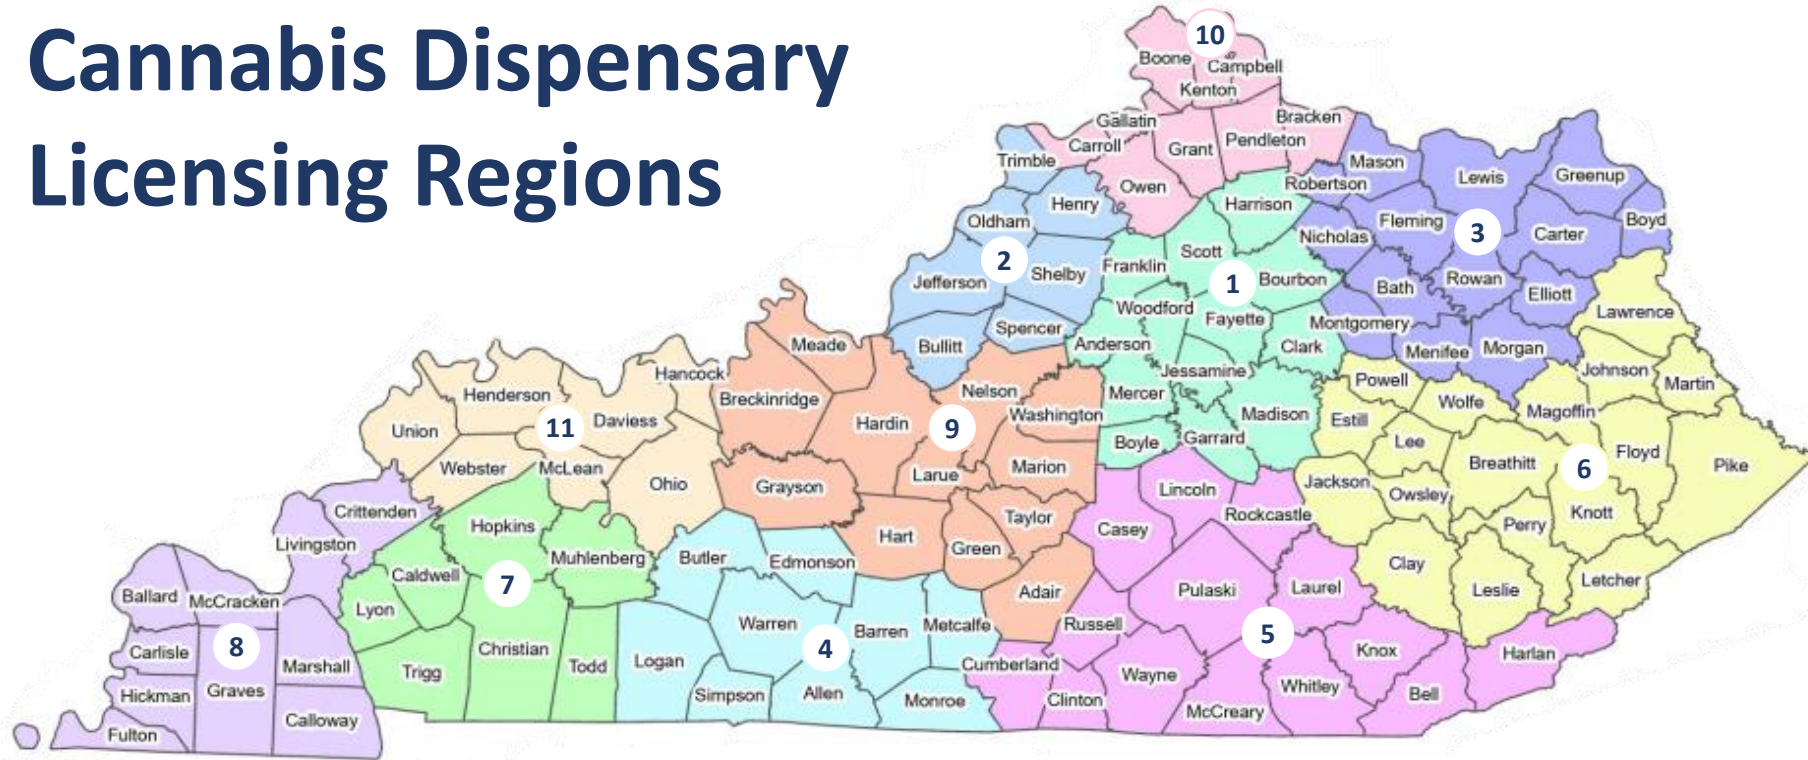 Cannabis Dispensary
Licensing Regions
10
Boone
Campbell
Kenton
Gallatin
Bracken
Carroll
Grant
Pendleton
Trimble
Owen
Mason
Robertson
Lewis
Greenup
Henry
Harrison
Oldham
Fleming
3
Carter
Boyd
Nicholas
2
Scott
Franklin
Shelby
Jefferson
1
Bourbon
Bath
Rowan
Elliott
Woodford
Fayette
Lawrence
Montgomery
Spencer
Bullitt
Anderson
Clark
Menifee
Morgan
Meade
Hancock
Jessamine
Johnson
Powell
Martin
Breckinridge
Nelson
Mercer
Henderson
Wolfe
Magoffin
Washington
Madison
Estill
Union
11
Daviess
Hardin
9
Boyle
Garrard
Lee
Floyd
Webster
McLean
Ohio
Grayson
Larue
Marion
Breathitt
6
Pike
Lincoln
Jackson
Owsley
Crittenden
Hopkins
Taylor
Casey
Rockcastle
Perry
Knott
Livingston
Muhlenberg
Butler
Edmonson
Hart
Green
Clay
Caldwell
7
Adair
Pulaski
Laurel
Leslie
Letcher
Ballard
McCracken
Lyon
Warren
Barren
Metcalfe
Russell
5
8
Carlisle
Marshall
Christian
4
Knox
Harlan
Trigg
Todd
Logan
Cumberland
Wayne
Hickman
Graves
Simpson
Allen
Monroe
Clinton
Whitley
Bell
Calloway
McCreary
Fulton